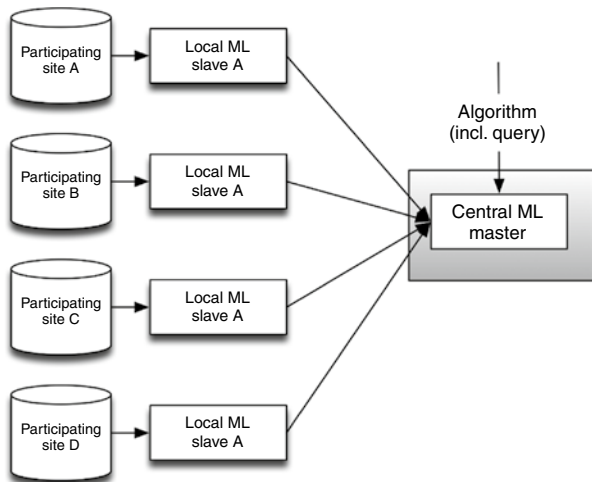 Participating
site A
Local ML
slave A
Algorithm
(incl. query)
Participating
site B
Local ML
slave A
Central ML
master
Participating
site C
Local ML
slave A
Participating
site D
Local ML
slave A